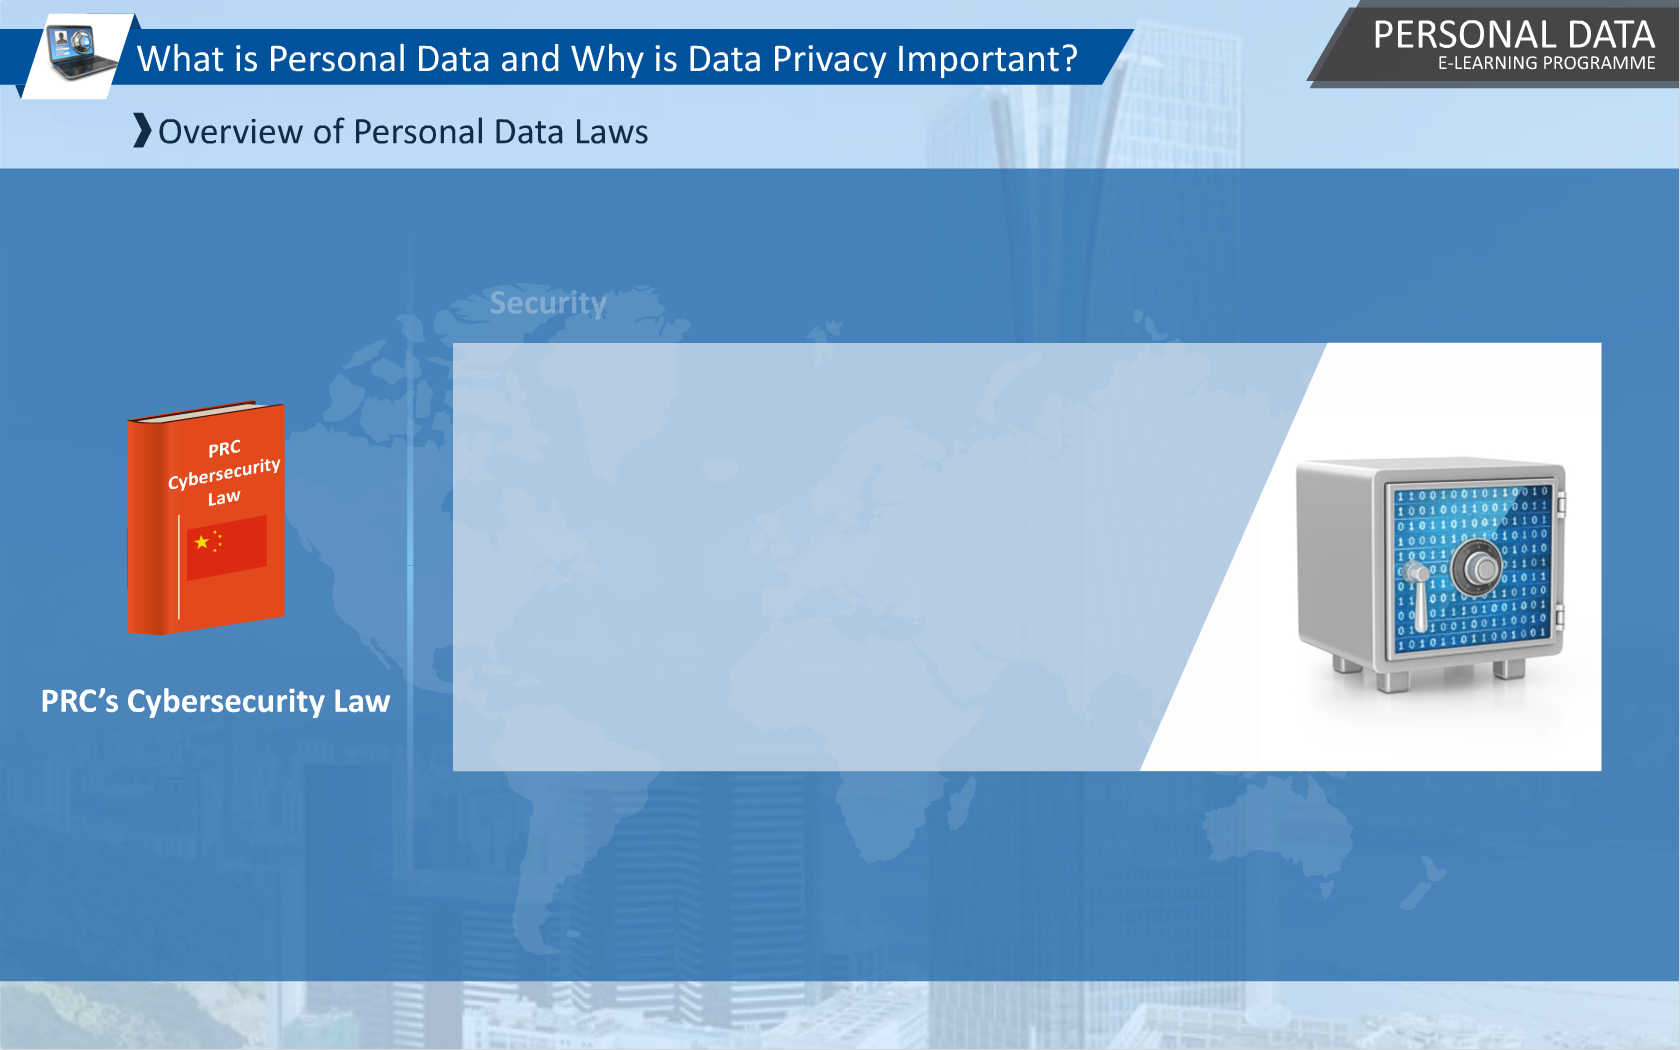 What is Personal Data and Why is Data Privacy Important?
PERSONAL DATA
E-LEARNING PROGRAMME
Overview of Personal Data Laws
Security
PRC
Cybersecurity
Law
PRC’s Cybersecurity Law